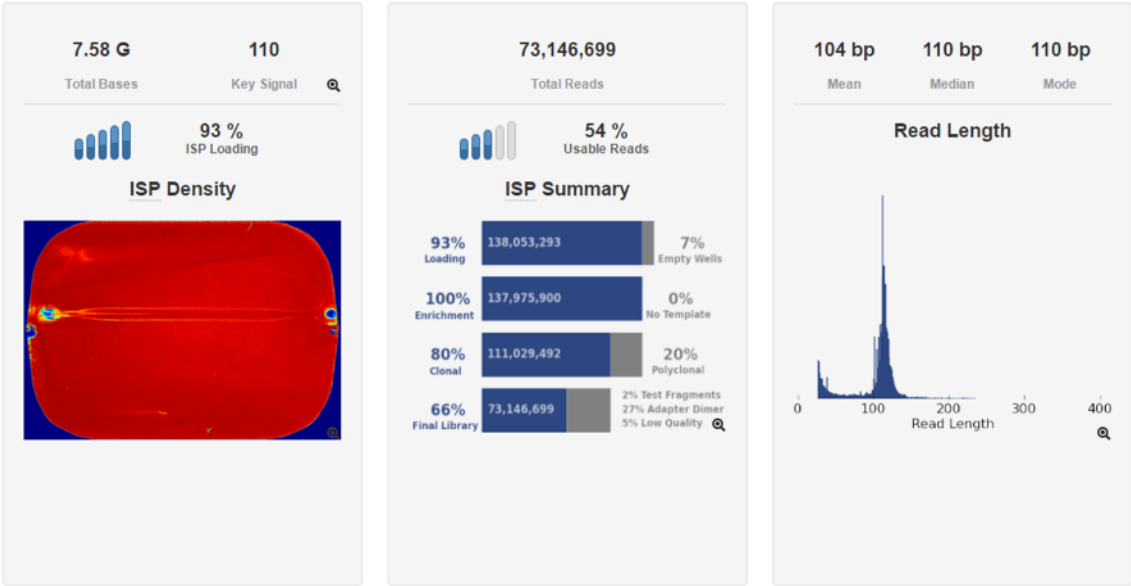 7.58 G
110
Total Bases
Key Signal
93 %
ISP Loading
ISP Density
73,146,699
Total Reads
54 %
Usable Reads
ISP Summary
93%
Loading
138,053,293
7%
Empty Wells
100%
Enrichment
137,975,900
0%
No Template
80%
Clonal
111,029,492
20%
Polyclonal
66%
Final Library
73,146,699
2% Test Fragments
27% Adapter Dimer
5% Low Quality
104 bp
110 bp
110 bp
Mean
Median
Mode
Read Length
0
100
200
300
400
Read Length